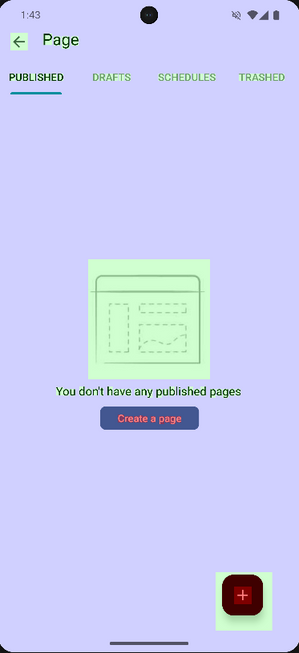 1:43
Page
PUBLISHED DRAFTS SCHEDULES TRASHED
You don't have any published pages
Create a page